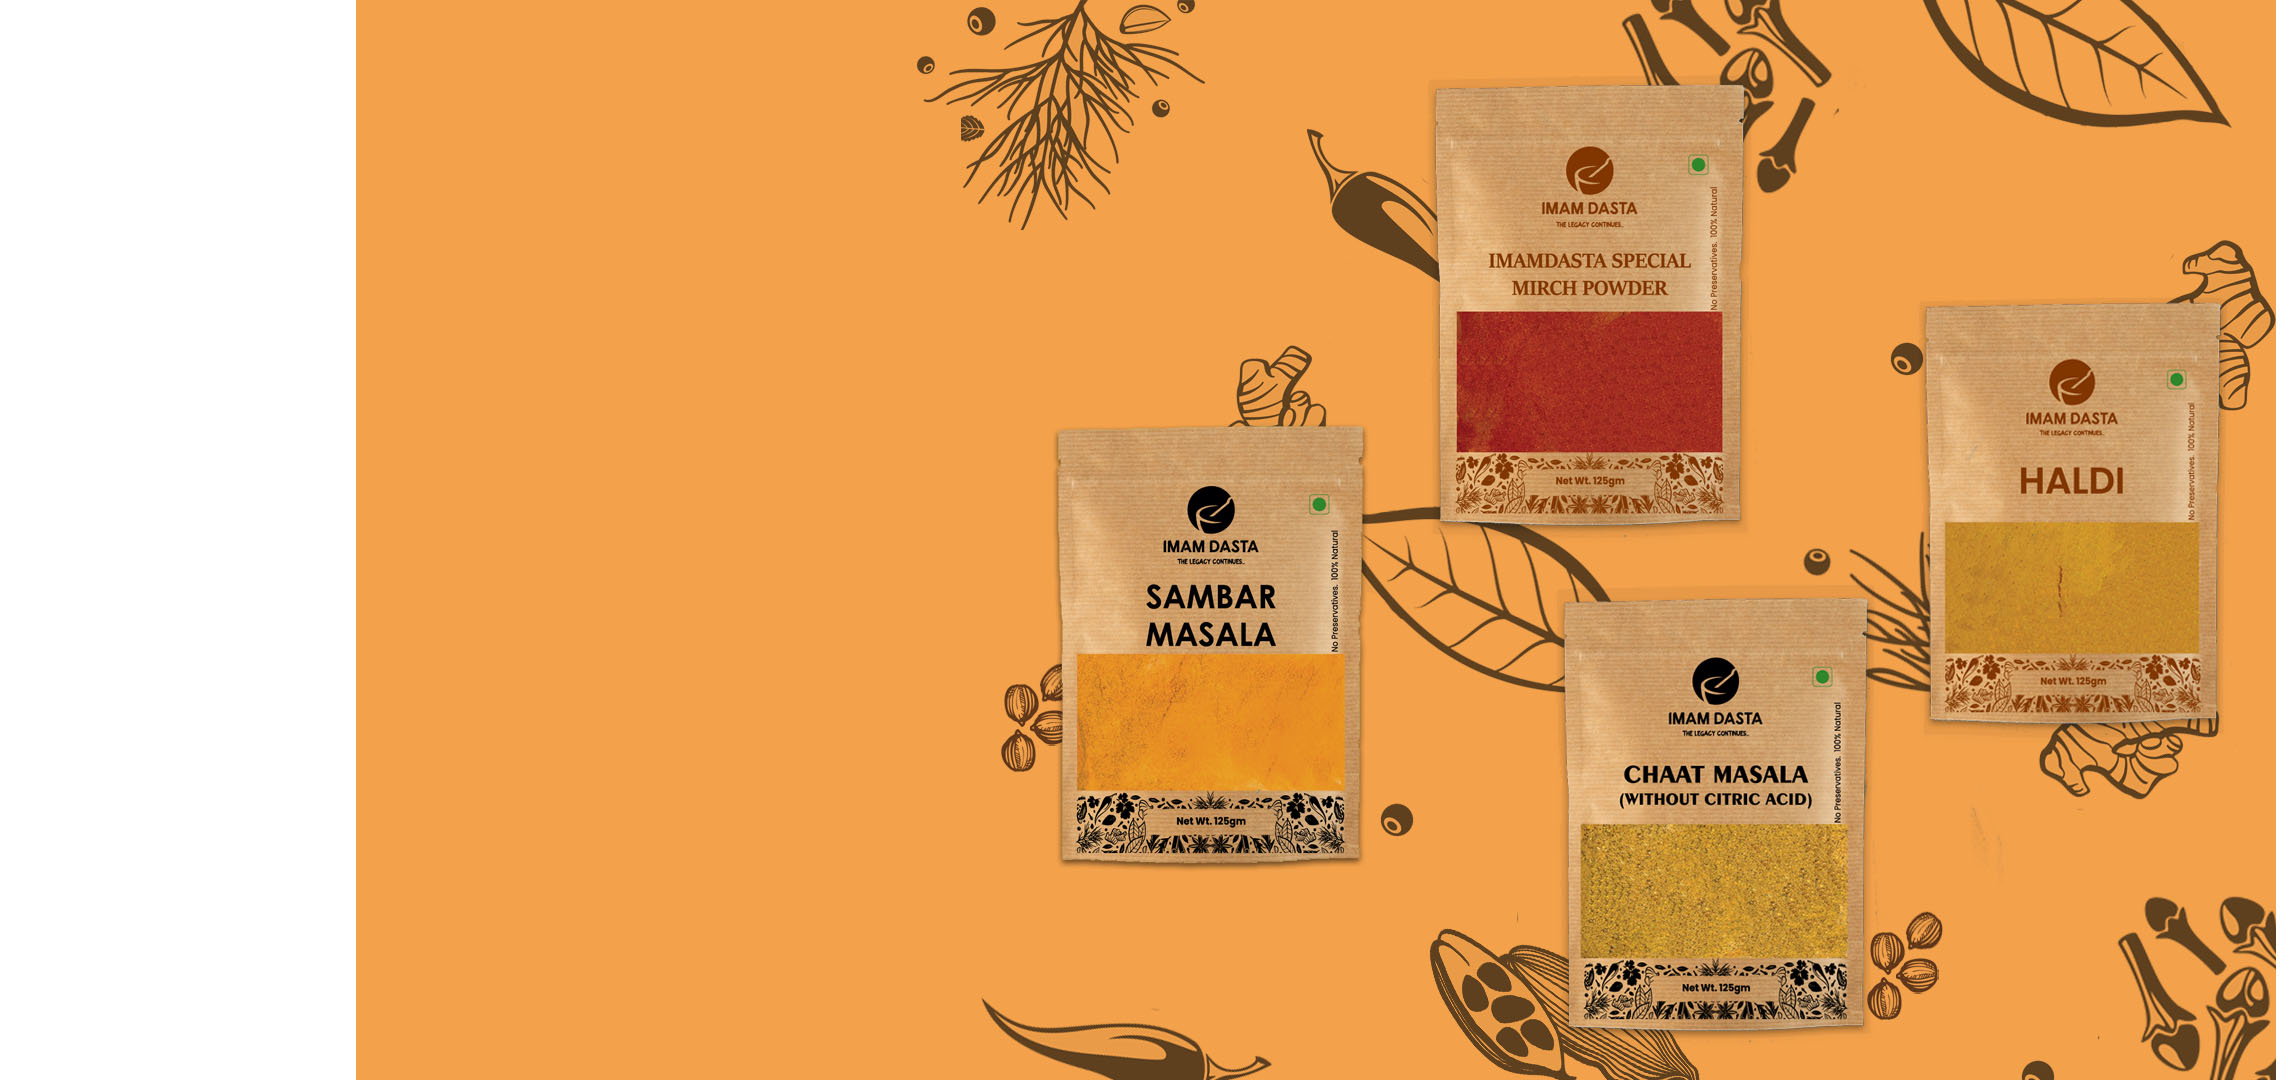 IMAM DASTA
THE LEGACY CONTINUES..
IMAMDASTA SPECIAL
MIRCH POWDER
No Preservatives. 100% Natural
Net Wt. 125gm
IMAM DASTA
THE LEGACY CONTINUES..
HALDI
No Preservatives. 100% Natural
Net Wt. 125gm
IMAM DASTA
THE LEGACY CONTINUES..
SAMBAR
MASALA
No Preservatives. 100% Natural
Net Wt. 125gm
IMAM DASTA
THE LEGACY CONTINUES..
CHAAT MASALA
(WITHOUT CITRIC ACID)
No Preservatives. 100% Natural
Net Wt. 125gm